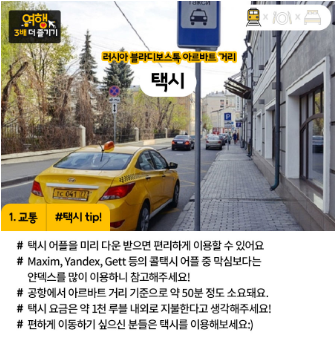 여행
3배 더 즐기기
러시아 블라디보스톡 아르바트 거리
택시
1. 교통
#택시 tip!
# 택시 어플을 미리 다운 받으면 편리하게 이용할 수 있어요
# Maxim, Yandex, Gett 등의 콜택시 어플 중 막심보다는
얀덱스를 많이 이용하니 참고해주세요!
# 공항에서 아르바트 거리 기준으로 약 50분 정도 소요돼요.
# 택시 요금은 약 1천 루블 내외로 지불한다고 생각해주세요!
# 편하게 이동하기 싶으신 분들은 택시를 이용해보세요:)